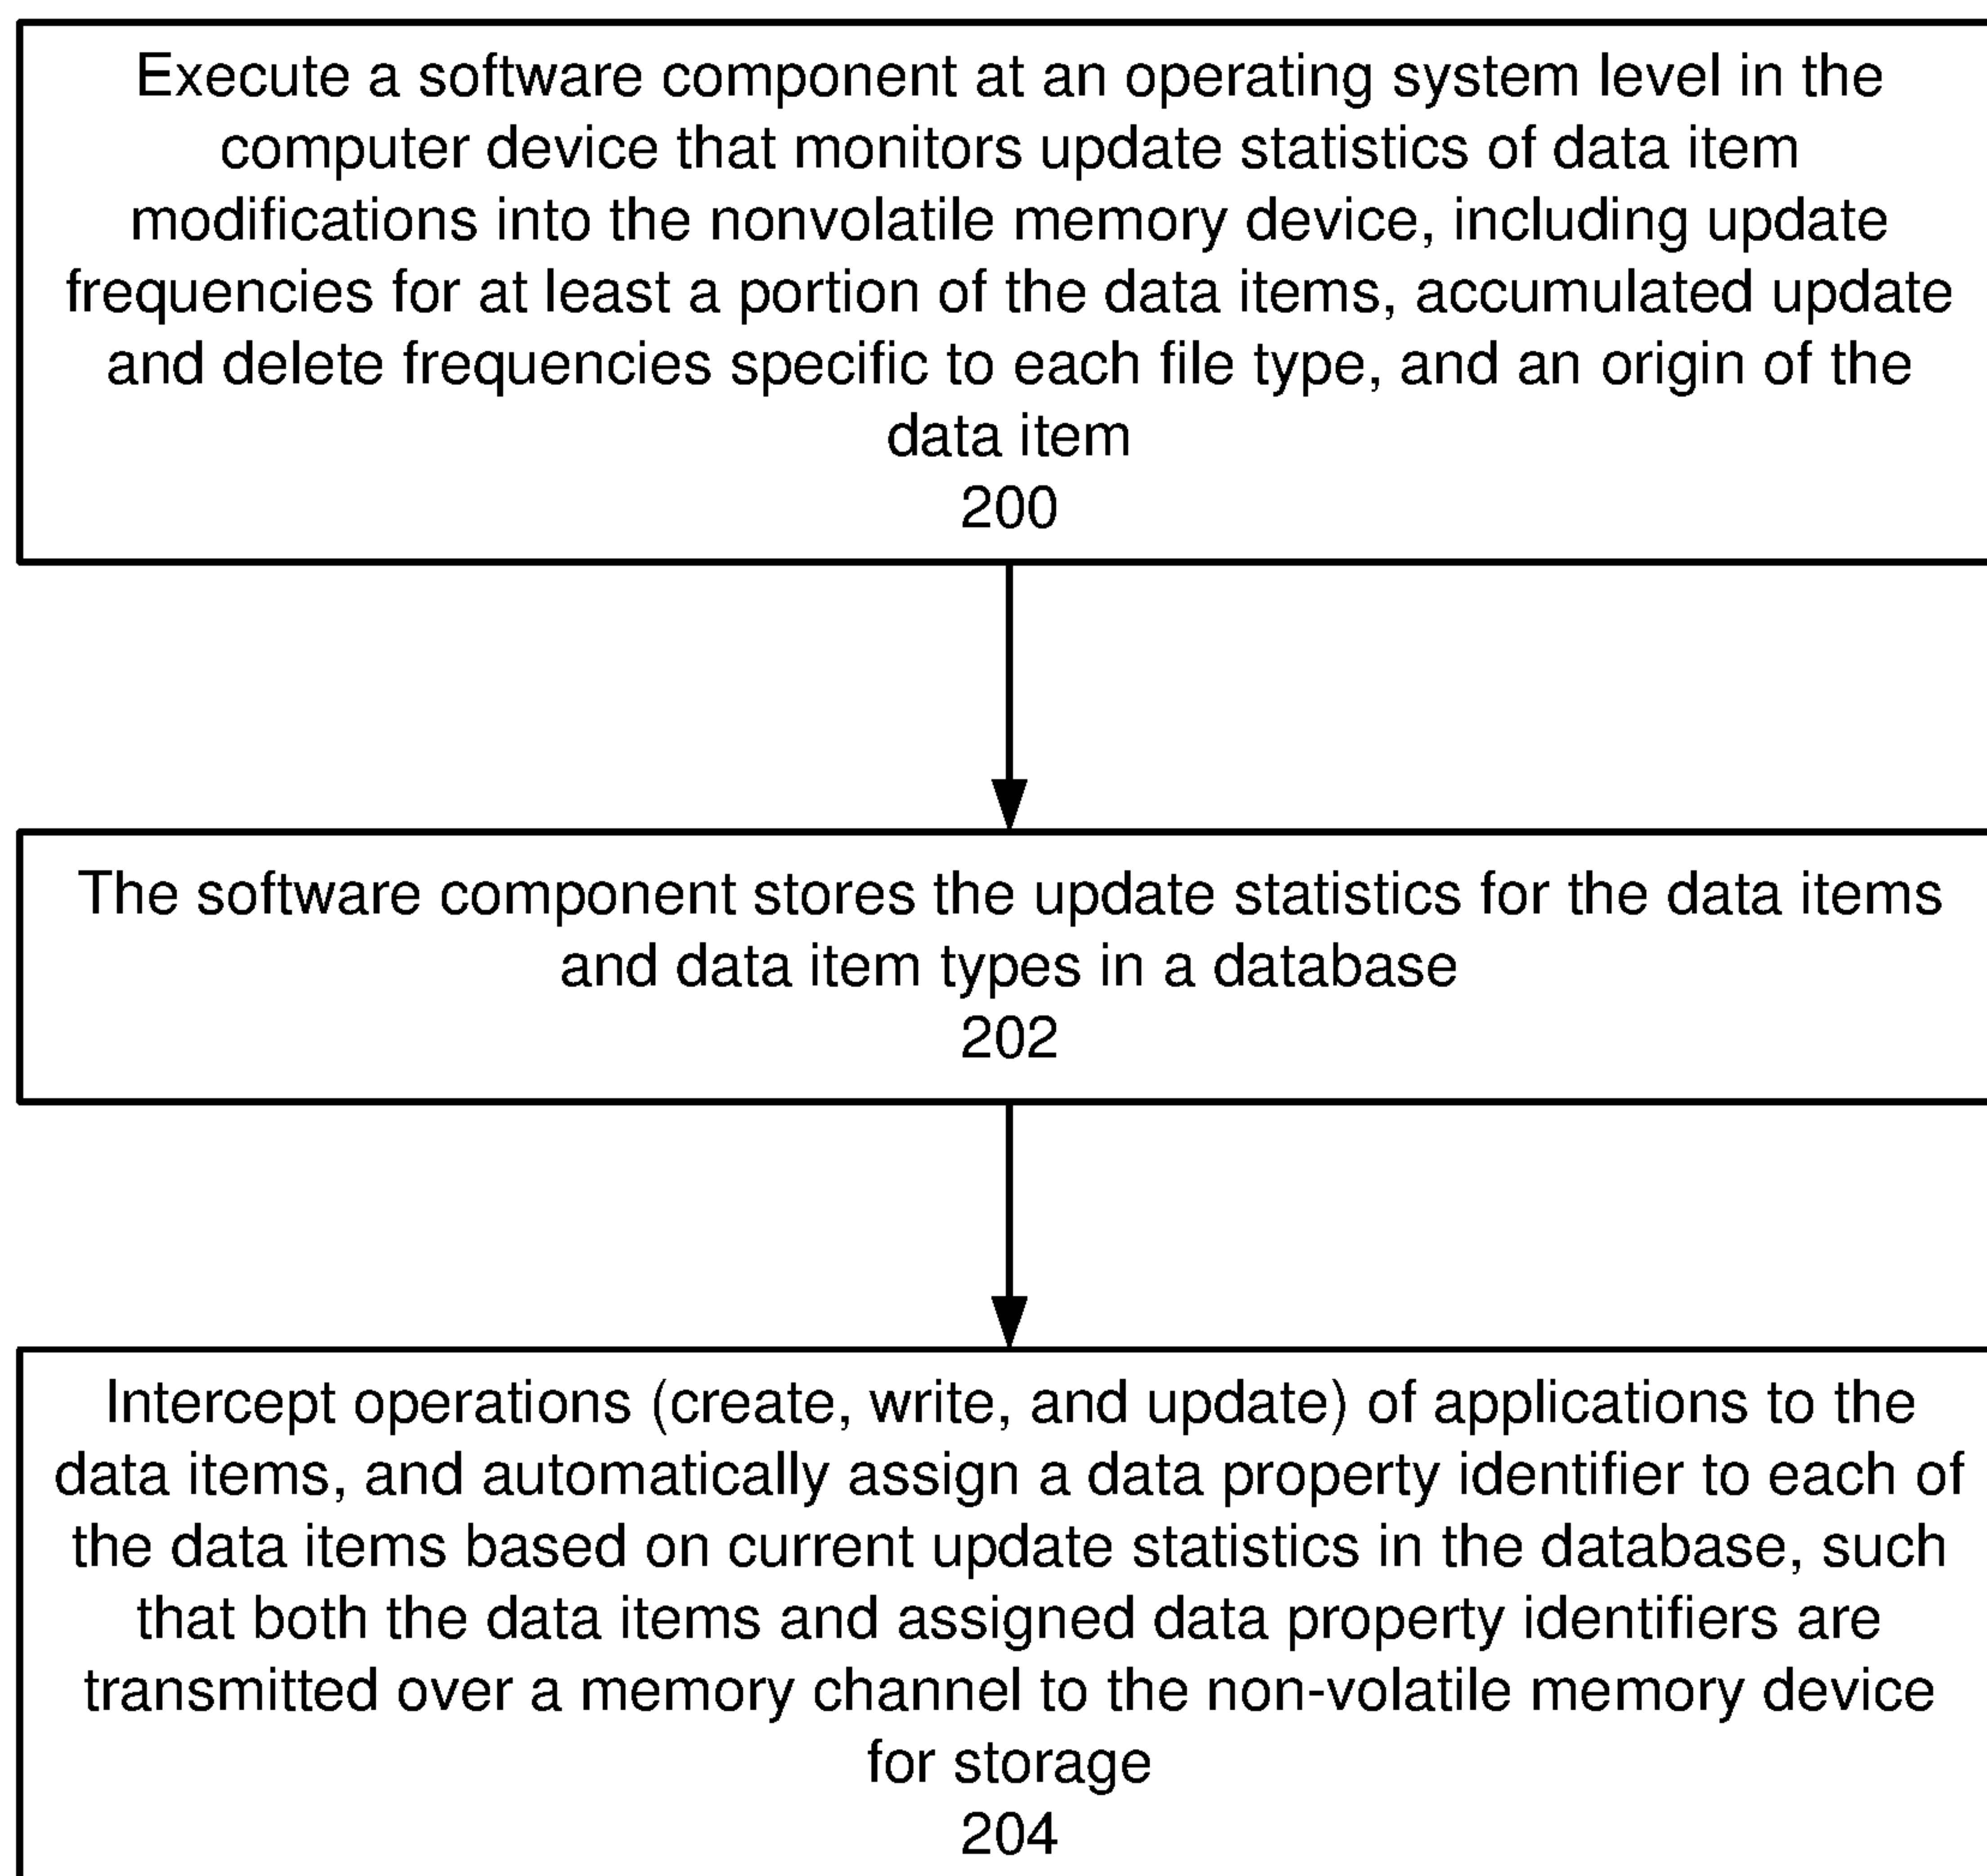 Execute a software component at an operating system level in the
computer device that monitors update statistics of data item
modifications into the nonvolatile memory device, including update
frequencies for at least a portion of the data items, accumulated update
and delete frequencies specific to each file type, and an origin of the
data item
200
The software component stores the update statistics for the data items
and data item types in a database
202
Intercept operations (create, write, and update) of applications to the
data items, and automatically assign a data property identifier to each of
the data items based on current update statistics in the database, such
that both the data items and assigned data property identifiers are
transmitted over a memory channel to the non-volatile memory device
for storage
204